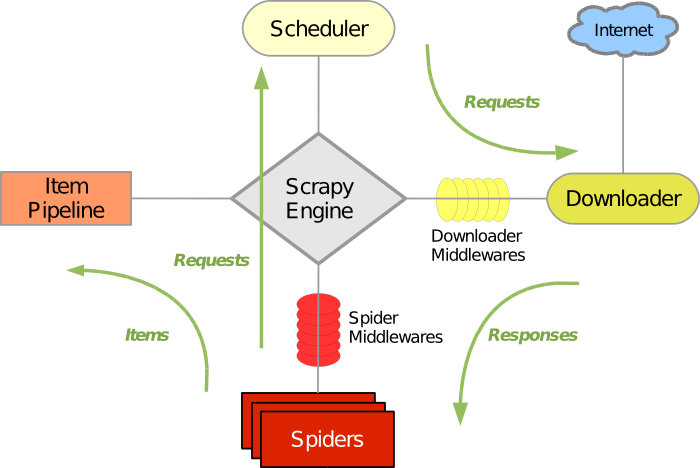 Scheduler
Internet
Requests
Item
Pipeline
Scrapy
Engine
Downloader
Downloader
Middlewares
Requests
Spider
Middlewares
Items
Responses
Spiders